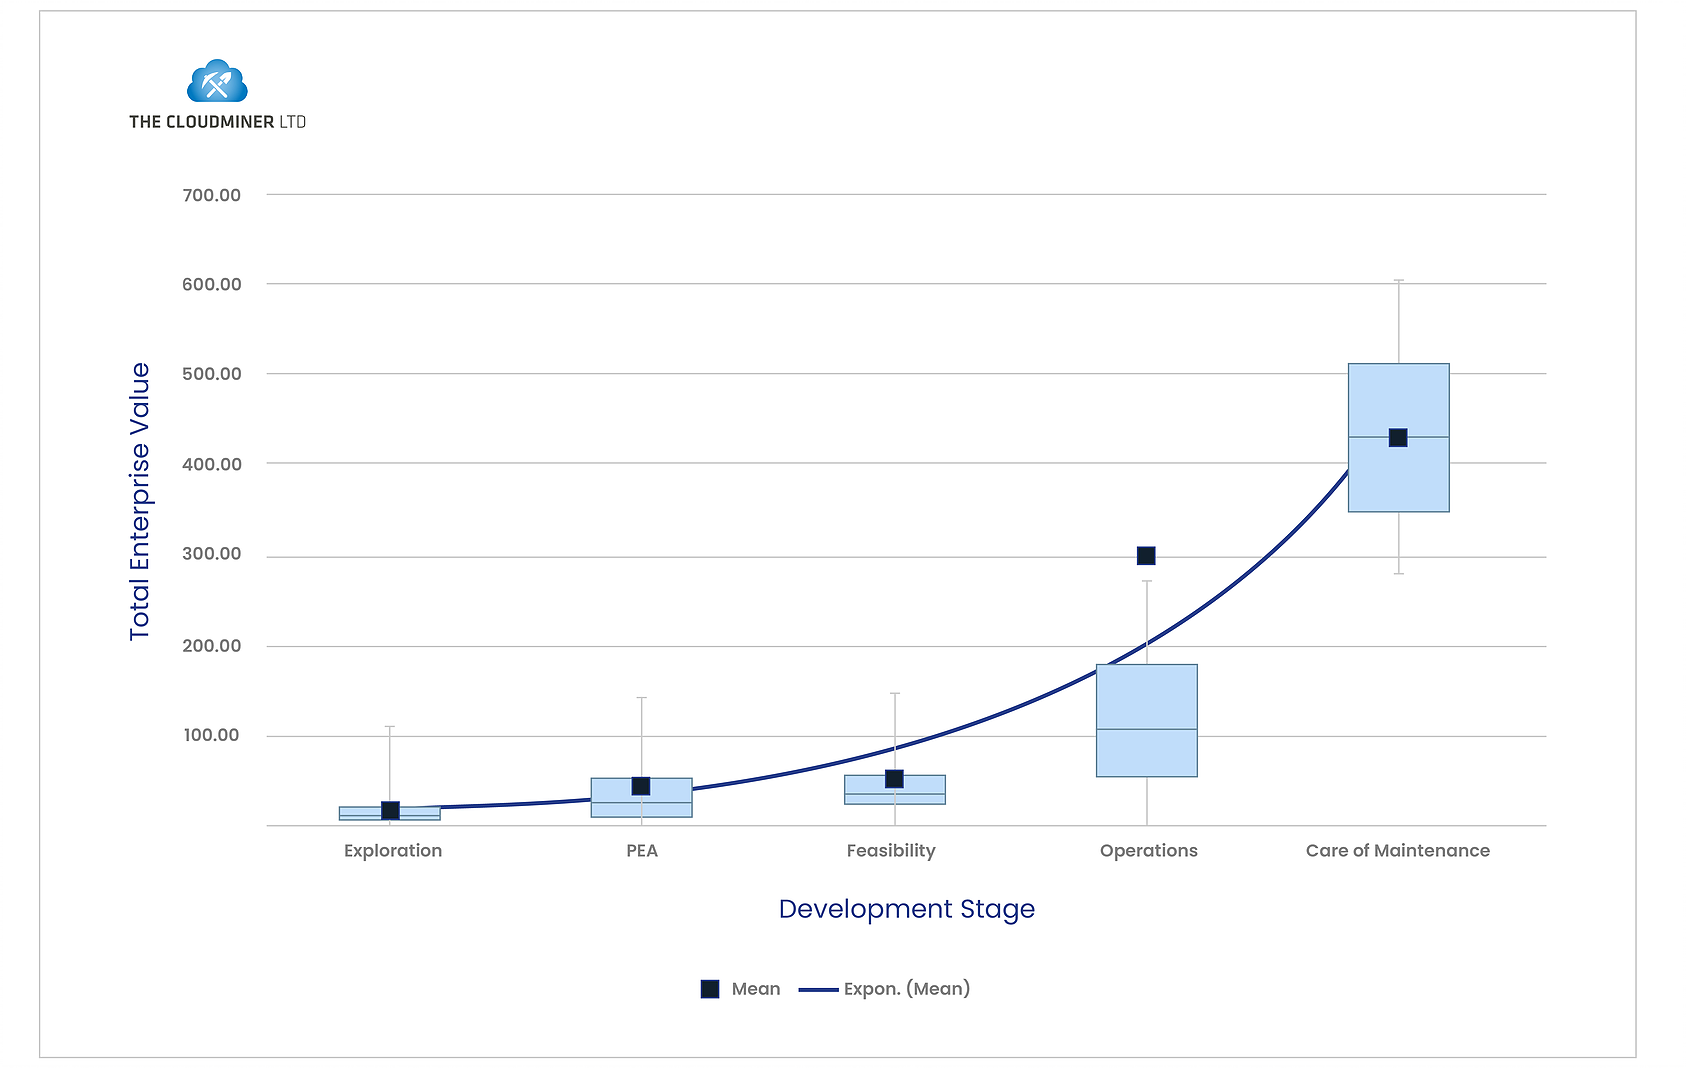 THE CLOUDMINER LTD
700.00
600.00
500.00
400.00
300.00
200.00
100.00
Total Enterprise Value
Exploration
PEA
Feasibility
Operations
Care of Maintenance
Development Stage
Mean
Expon. (Mean)